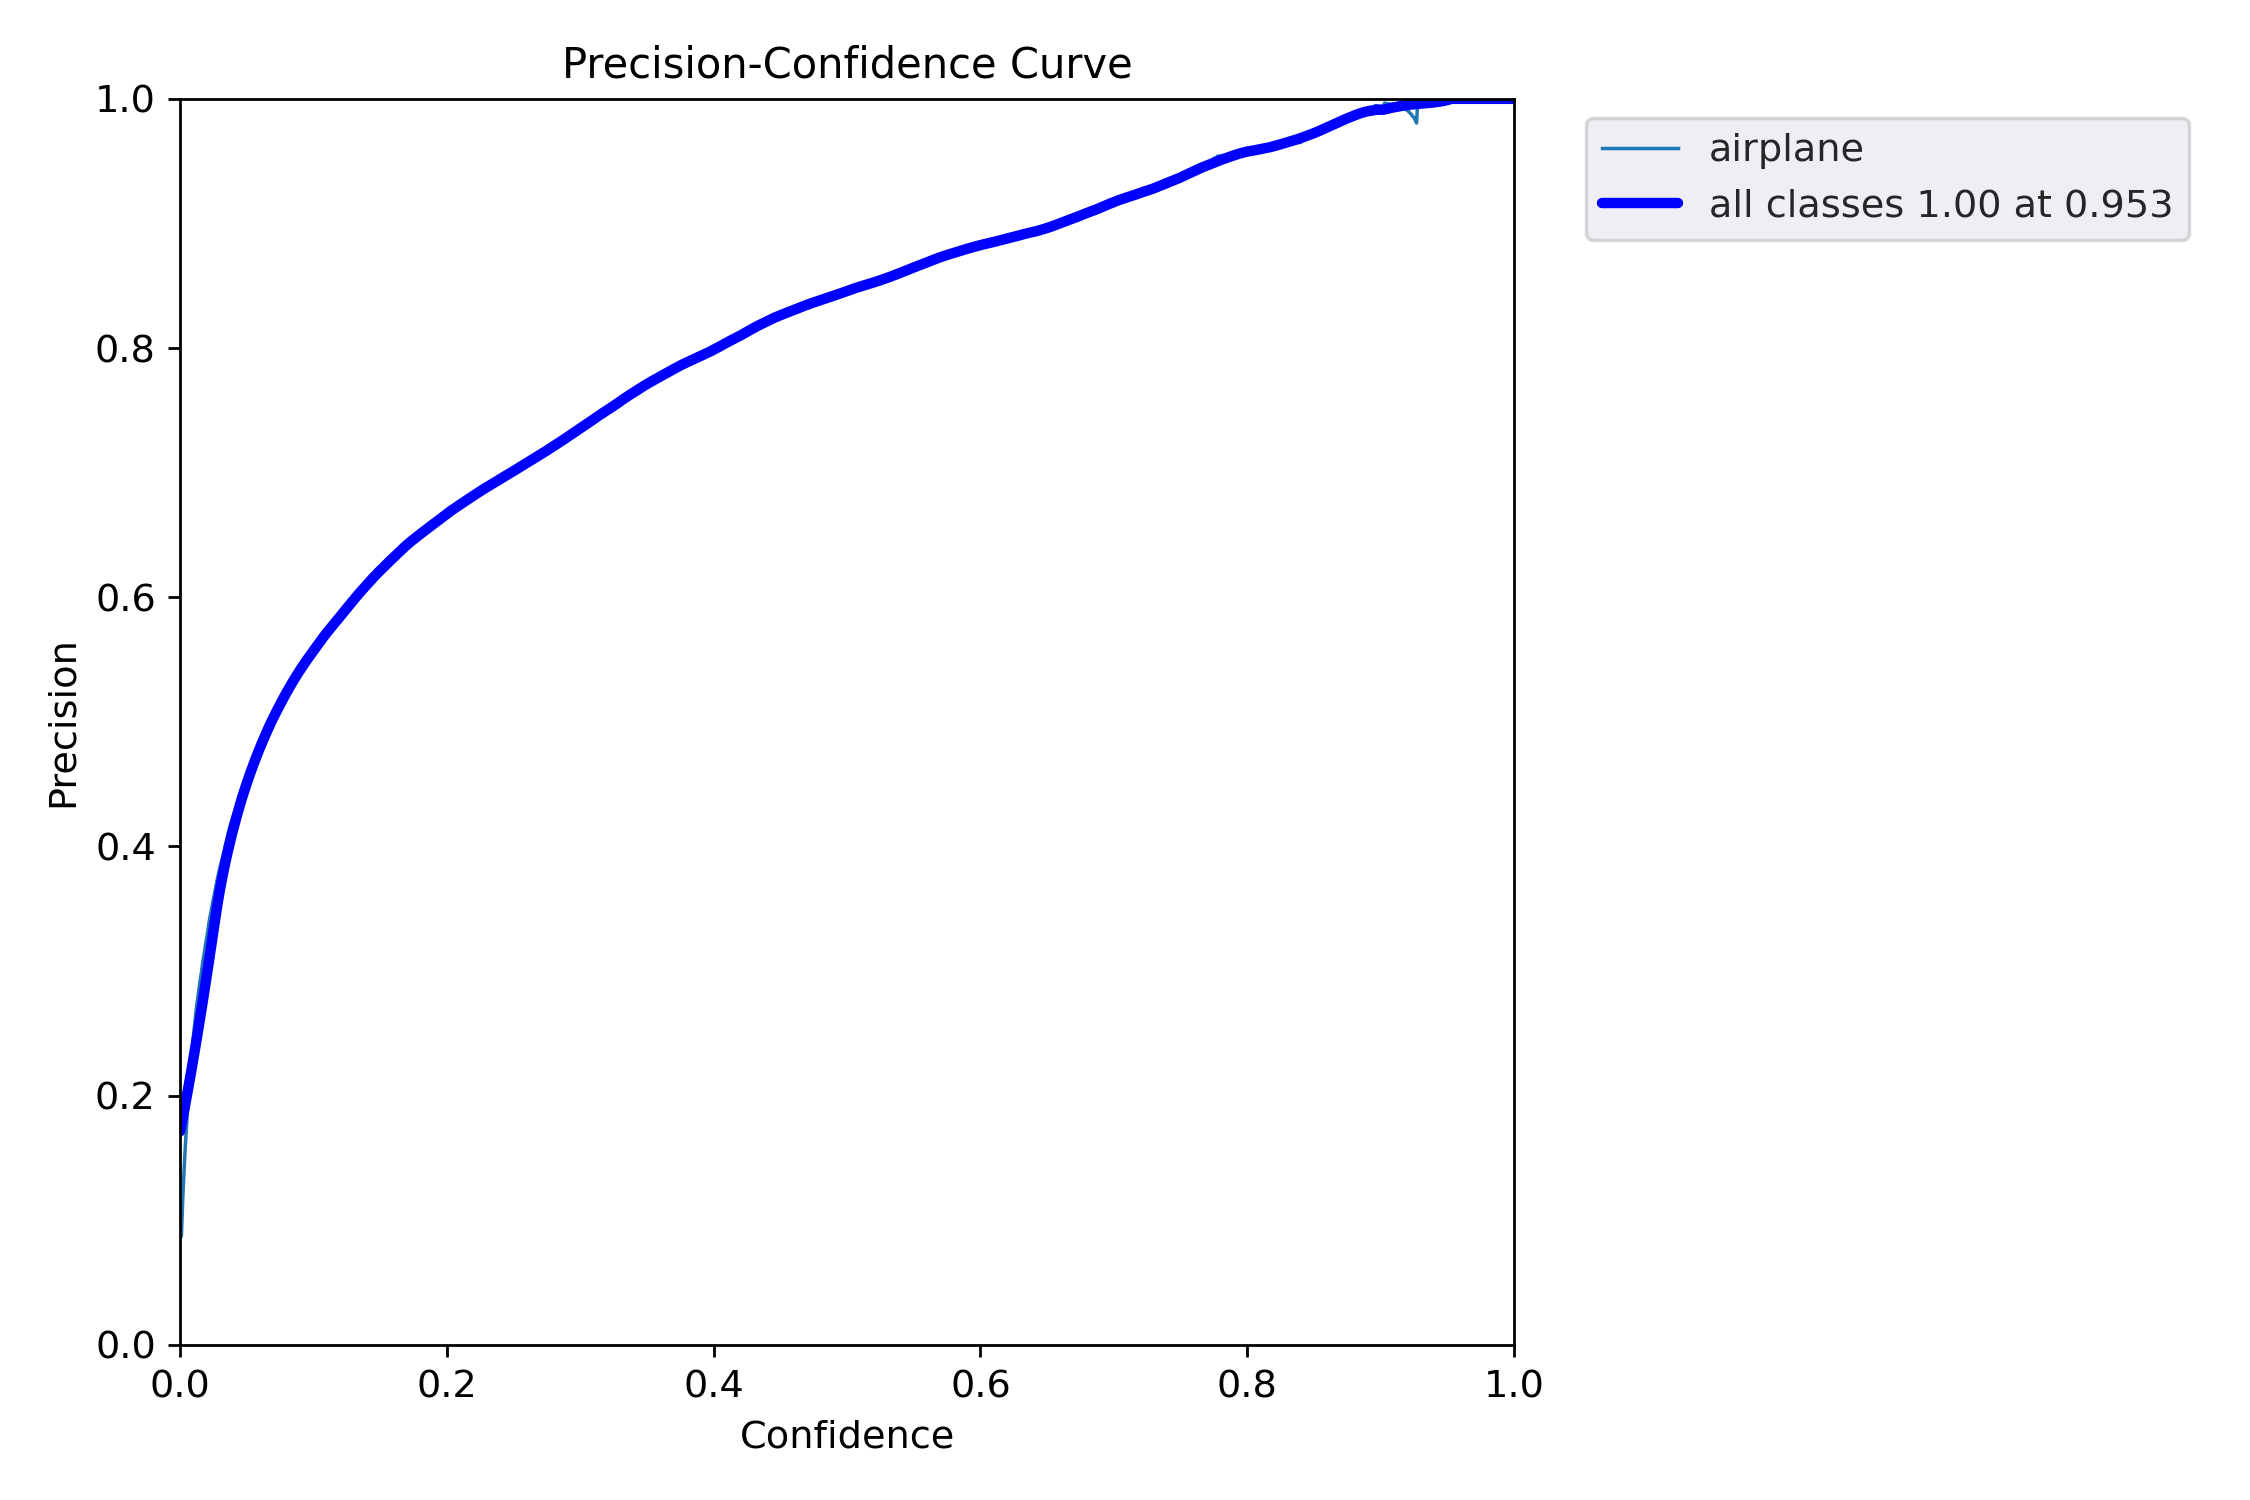 Precision-Confidence Curve
1.0
0.8
0.6
0.4
0.2
0.0
Precision
0.0 0.2 0.4 0.6 0.8 1.0
Confidence
airplane
all classes 1.00 at 0.953